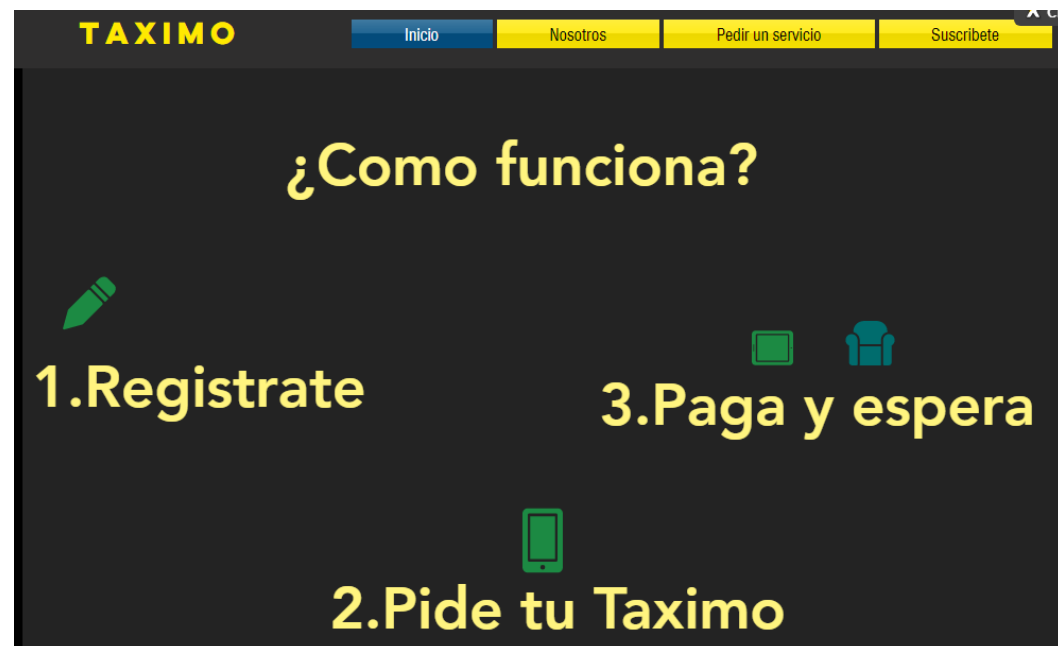 TAXIMO
Inicio
Nosotros
Pedir un servicio
Suscribete
¿Como funciona?
1.Registrate
3.Paga y espera
2.Pide tu Taximo